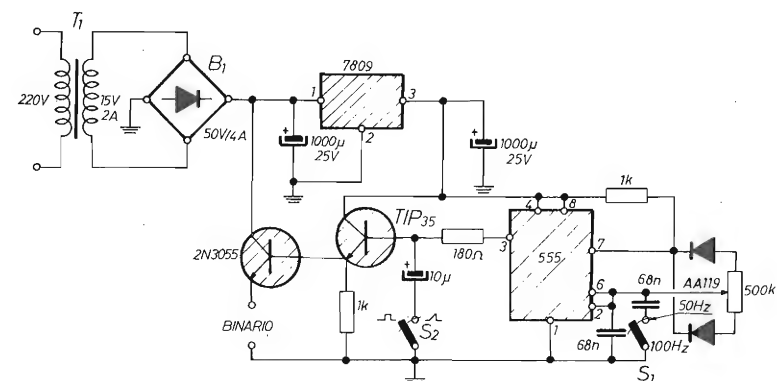 T1
220V
15V
2A
B1
50V/4A
7809
1
3
2
+
1000µ
25V
+
1000µ
25V
TIP35
2N3055
180Ω
3
4
8
555
7
6
2
1
1k
AA119
500k
68n
50Hz
100Hz
S1
68n
+
10µ
S2
1k
BINARIO